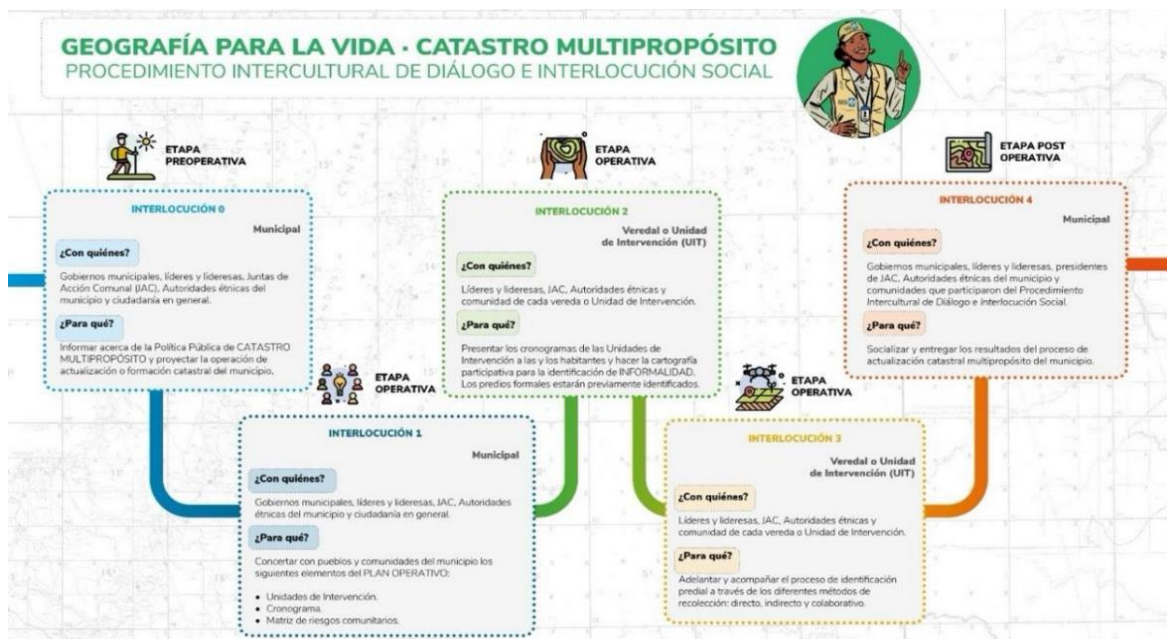 GEOGRAFÍA PARA LA VIDA · CATASTRO MULTIPROPÓSITO
PROCEDIMIENTO INTERCULTURAL DE DIÁLOGO E INTERLOCUCIÓN SOCIAL
ETAPA
PREOPERATIVA
INTERLOCUCIÓN 0
Municipal
¿Con quiénes?
Gobiernos municipales, líderes y lideresas, Juntas de
Acción Comunal (JAC), Autoridades étnicas del
municipio y ciudadanía en general.
¿Para qué?
Informar acerca de la Política Pública de CATASTRO
MULTIPROPÓSITO y proyectar la operación de
actualización o formación catastral del municipio.
ETAPA
OPERATIVA
INTERLOCUCIÓN 1
Municipal
¿Con quiénes?
Gobiernos municipales, líderes y lideresas, JAC, Autoridades
étnicas del municipio y ciudadanía en general.
¿Para qué?
Concertar con pueblos y comunidades del municipio los
siguientes elementos del PLAN OPERATIVO:
• Unidades de Intervención.
• Cronograma.
• Matriz de riesgos comunitarios.
ETAPA
OPERATIVA
INTERLOCUCIÓN 2
Veredal o Unidad
de Intervención (UIT)
¿Con quiénes?
Líderes y lideresas, JAC, Autoridades étnicas y
comunidad de cada vereda o Unidad de Intervención.
¿Para qué?
Presentar los cronogramas de las Unidades de
Intervención a las y los habitantes y hacer la cartografía
participativa para la identificación de INFORMALIDAD.
Los predios formales estarán previamente identificados.
ETAPA
OPERATIVA
INTERLOCUCIÓN 3
Veredal o Unidad
de Intervención (UIT)
¿Con quiénes?
Líderes y lideresas, JAC, Autoridades étnicas y
comunidad de cada vereda o Unidad de Intervención.
¿Para qué?
Adelantar y acompañar el proceso de identificación
predial a través de los diferentes métodos de
recolección: directo, indirecto y colaborativo.
ETAPA POST
OPERATIVA
INTERLOCUCIÓN 4
Municipal
¿Con quiénes?
Gobiernos municipales, líderes y lideresas, presidentes
de JAC, Autoridades étnicas del municipio y
comunidades que participaron del Procedimiento
Intercultural de Diálogo e Interlocución Social.
¿Para qué?
Socializar y entregar los resultados del proceso de
actualización catastral multipropósito del municipio.